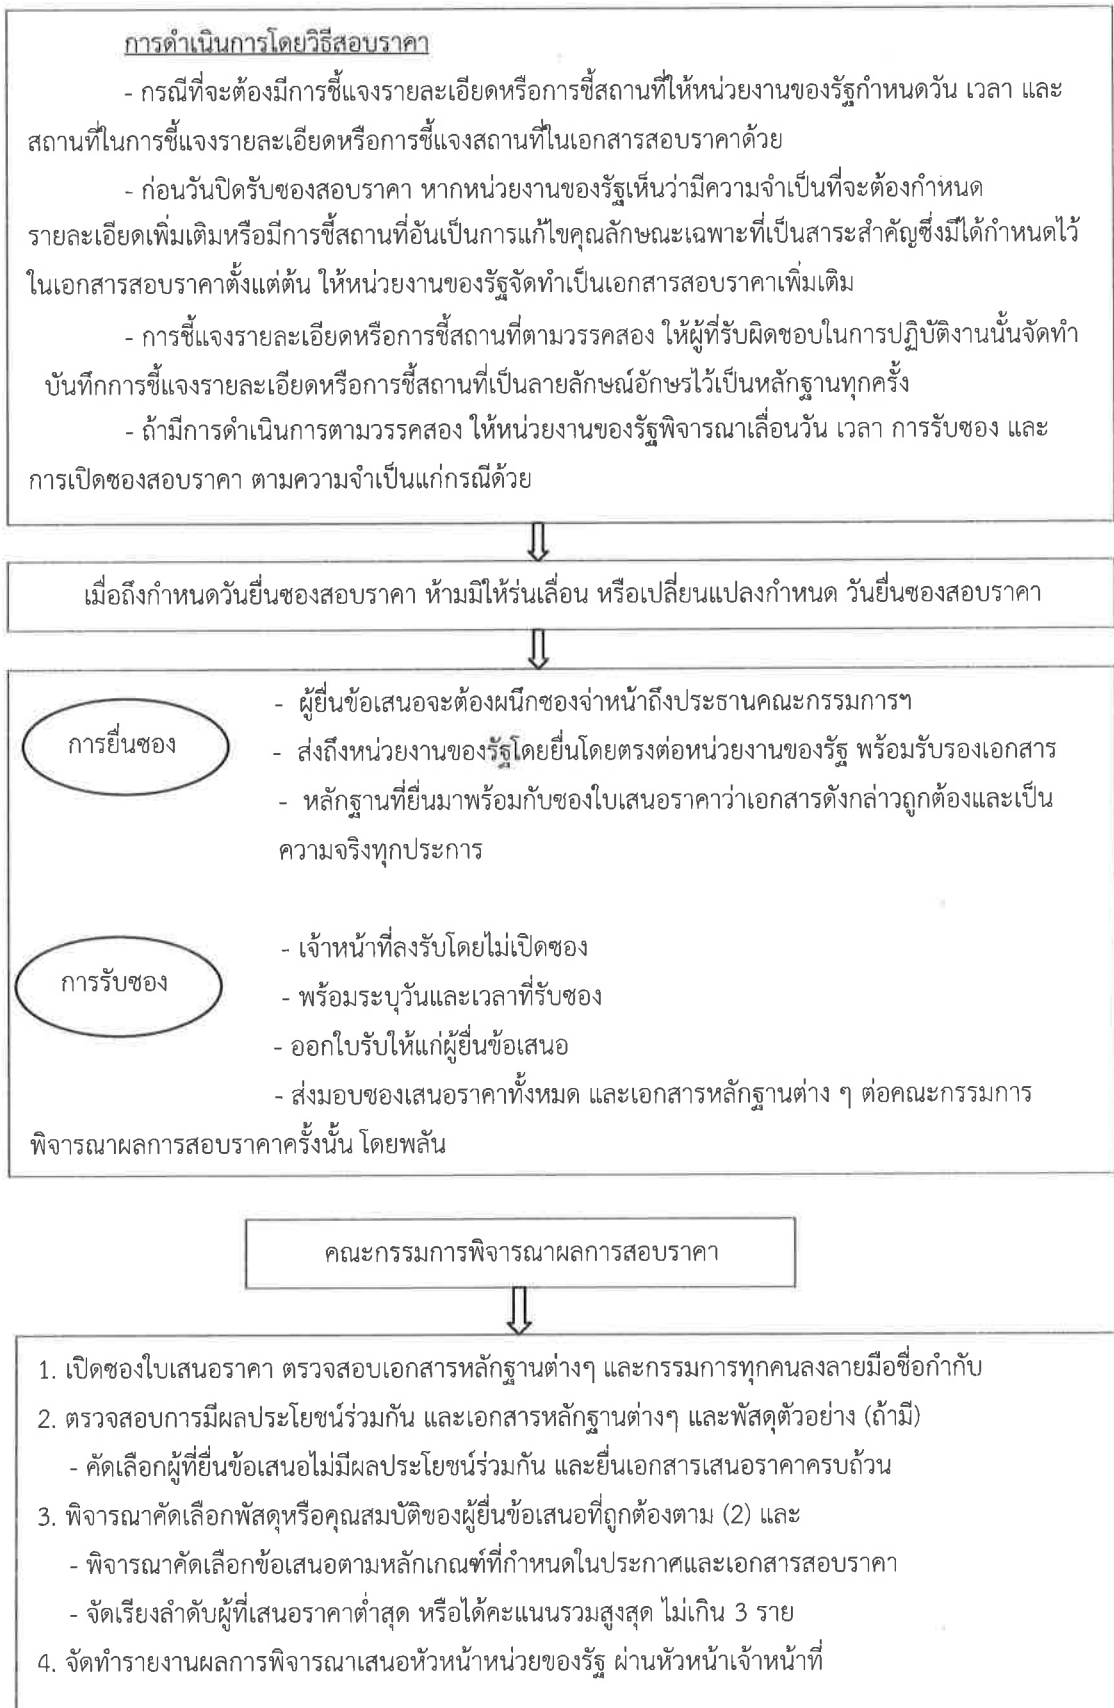 การดำเนินการโดยวิธีสอบราคา
- กรณีที่จะต้องมีการชี้แจงรายละเอียดหรือการชี้สถานที่ให้หน่วยงานของรัฐกำหนดวัน เวลา และ
สถานที่ในการชี้แจงรายละเอียดหรือการชี้แจงสถานที่ในเอกสารสอบราคาด้วย
- ก่อนวันปิดรับซองสอบราคา หากหน่วยงานของรัฐเห็นว่ามีความจำเป็นที่จะต้องกำหนด
รายละเอียดเพิ่มเติมหรือมีการชี้สถานที่อันเป็นการแก้ไขคุณลักษณะเฉพาะที่เป็นสาระสำคัญซึ่งมิได้กำหนดไว้
ในเอกสารสอบราคาตั้งแต่ต้น ให้หน่วยงานของรัฐจัดทำเป็นเอกสารสอบราคาเพิ่มเติม
- การชี้แจงรายละเอียดหรือการชี้สถานที่ตามวรรคสอง ให้ผู้ที่รับผิดชอบในการปฏิบัติงานนั้นจัดทำ
บันทึกการชี้แจงรายละเอียดหรือการชี้สถานที่เป็นลายลักษณ์อักษรไว้เป็นหลักฐานทุกครั้ง
- ถ้ามีการดำเนินการตามวรรคสอง ให้หน่วยงานของรัฐพิจารณาเลื่อนวัน เวลา การรับซอง และ
การเปิดซองสอบราคา ตามความจำเป็นแก่กรณีด้วย
เมื่อถึงกำหนดวันยื่นซองสอบราคา ห้ามมิให้ร่นเลื่อน หรือเปลี่ยนแปลงกำหนด วันยื่นซองสอบราคา
การยื่นซอง
- ผู้ยื่นข้อเสนอจะต้องผนึกซองจ่าหน้าถึงประธานคณะกรรมการฯ
- ส่งถึงหน่วยงานของรัฐโดยยื่นโดยตรงต่อหน่วยงานของรัฐ พร้อมรับรองเอกสาร
- หลักฐานที่ยื่นมาพร้อมกับซองใบเสนอราคาว่าเอกสารดังกล่าวถูกต้องและเป็น
ความจริงทุกประการ
การรับซอง
- เจ้าหน้าที่ลงรับโดยไม่เปิดซอง
- พร้อมระบุวันและเวลาที่รับซอง
- ออกใบรับให้แก่ผู้ยื่นข้อเสนอ
- ส่งมอบซองเสนอราคาทั้งหมด และเอกสารหลักฐานต่าง ๆ ต่อคณะกรรมการ
พิจารณาผลการสอบราคาครั้งนั้น โดยพลัน
คณะกรรมการพิจารณาผลการสอบราคา
1. เปิดซองใบเสนอราคา ตรวจสอบเอกสารหลักฐานต่างๆ และกรรมการทุกคนลงลายมือชื่อกำกับ
2. ตรวจสอบการมีผลประโยชน์ร่วมกัน และเอกสารหลักฐานต่างๆ และพัสดุตัวอย่าง (ถ้ามี)
- คัดเลือกผู้ที่ยื่นข้อเสนอไม่มีผลประโยชน์ร่วมกัน และยื่นเอกสารเสนอราคาครบถ้วน
3. พิจารณาคัดเลือกพัสดุหรือคุณสมบัติของผู้ยื่นข้อเสนอที่ถูกต้องตาม (2) และ
- พิจารณาคัดเลือกข้อเสนอตามหลักเกณฑ์ที่กำหนดในประกาศและเอกสารสอบราคา
- จัดเรียงลำดับผู้ที่เสนอราคาต่ำสุด หรือได้คะแนนรวมสูงสุด ไม่เกิน 3 ราย
4. จัดทำรายงานผลการพิจารณาเสนอหัวหน้าหน่วยของรัฐ ผ่านหัวหน้าเจ้าหน้าที่